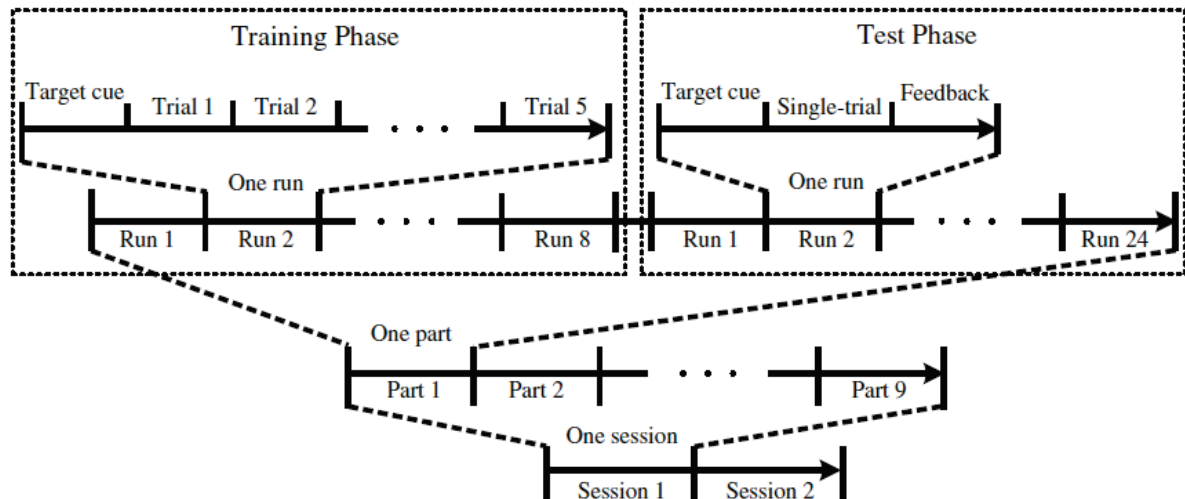 Training Phase
Test Phase
Target cue
Trial 1
Trial 2
Trial 5
Target cue
Single-trial
Feedback
One run
One run
Run 1
Run 2
Run 8
Run 1
Run 2
Run 24
One part
Part 1
Part 2
Part 9
One session
Session 1
Session 2